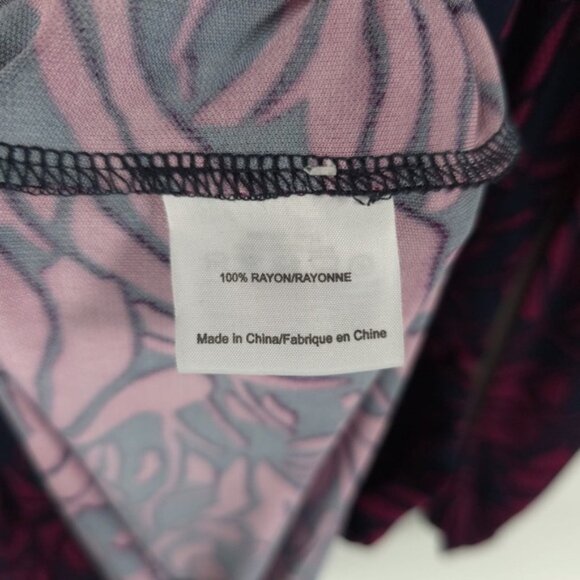 100% RAYON/RAYONNE
Made in China/Fabrique en Chine